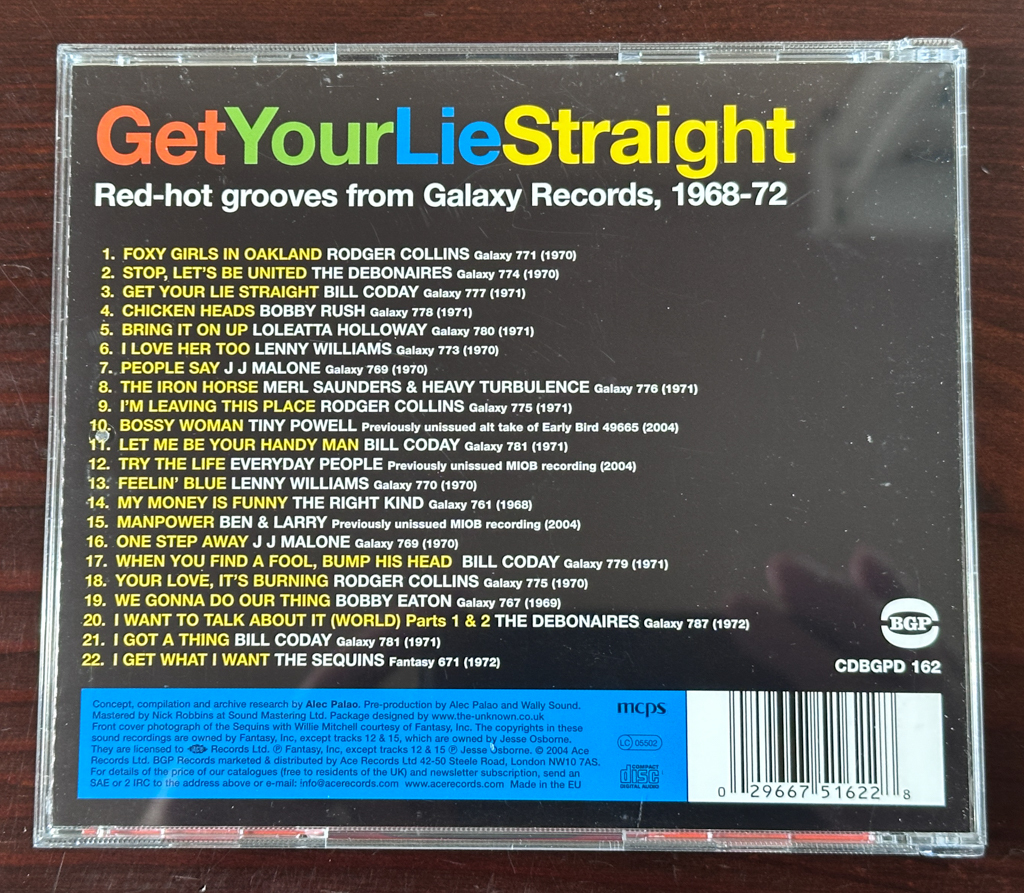 GetYourLieStraight
Red-hot grooves from Galaxy Records, 1968-72
1. FOXY GIRLS IN OAKLAND RODGER COLLINS Galaxy 771 (1970)
2. STOP, LET'S BE UNITED THE DEBONAIRES Galaxy 774 (1970)
3. GET YOUR LIE STRAIGHT BILL CODAY Galaxy 777 (1971)
4. CHICKEN HEADS BOBBY RUSH Galaxy 778 (1971)
5. BRING IT ON UP LOLEATTA HOLLOWAY Galaxy 780 (1971)
6. I LOVE HER TOO LENNY WILLIAMS Galaxy 773 (1970)
7. PEOPLE SAY J J MALONE Galaxy 769 (1970)
8. THE IRON HORSE MERL SAUNDERS & HEAVY TURBULENCE Galaxy 776 (1971)
9. I'M LEAVING THIS PLACE RODGER COLLINS Galaxy 775 (1971)
10. BOSSY WOMAN TINY POWELL Previously unissued alt take of Early Bird 49665 (2004)
11. LET ME BE YOUR HANDY MAN BILL CODAY Galaxy 781 (1971)
12. TRY THE LIFE EVERYDAY PEOPLE Previously unissued MIOB recording (2004)
13. FEELIN' BLUE LENNY WILLIAMS Galaxy 770 (1970)
14. MY MONEY IS FUNNY THE RIGHT KIND Galaxy 761 (1968)
15. MANPOWER BEN & LARRY Previously unissued MIOB recording (2004)
16. ONE STEP AWAY J J MALONE Galaxy 769 (1970)
17. WHEN YOU FIND A FOOL, BUMP HIS HEAD BILL CODAY Galaxy 779 (1971)
18. YOUR LOVE, IT'S BURNING RODGER COLLINS Galaxy 775 (1970)
19. WE GONNA DO OUR THING BOBBY EATON Galaxy 767 (1969)
20. I WANT TO TALK ABOUT IT (WORLD) Parts 1 & 2 THE DEBONAIRES Galaxy 787 (1972)
21. I GOT A THING BILL CODAY Galaxy 781 (1971)
22. I GET WHAT I WANT THE SEQUINS Fantasy 671 (1972)
BGP
CDBGPD 162
Concept, compilation and archive research by Alec Palao. Pre-production by Alec Palao and Wally Sound.
Mastered by Nick Robbins at Sound Mastering Ltd. Package designed by www.the-unknown.co.uk
Front cover photograph of the Sequins with Willie Mitchell courtesy of Fantasy, Inc. The copyrights in these
sound recordings are owned by Fantasy, Inc. except tracks 12 & 15, which are owned by Jesse Osborne.
They are licensed to BGP Records Ltd. ℗ Fantasy, Inc, except tracks 12 & 15 ℗ Jesse Osborne. © 2004 Ace
Records Ltd. BGP Records marketed & distributed by Ace Records Ltd 42-50 Steele Road, London NW10 7AS.
For details of the price of our catalogues (free to residents of the UK) and newsletter subscription, send an
SAE or 2 IRC to the address above or e-mail: info@acerecords.com www.acerecords.com Made in the EU
mcps
LC 05502
COMPACT
disc
DIGITAL AUDIO
0 29667 51622 8